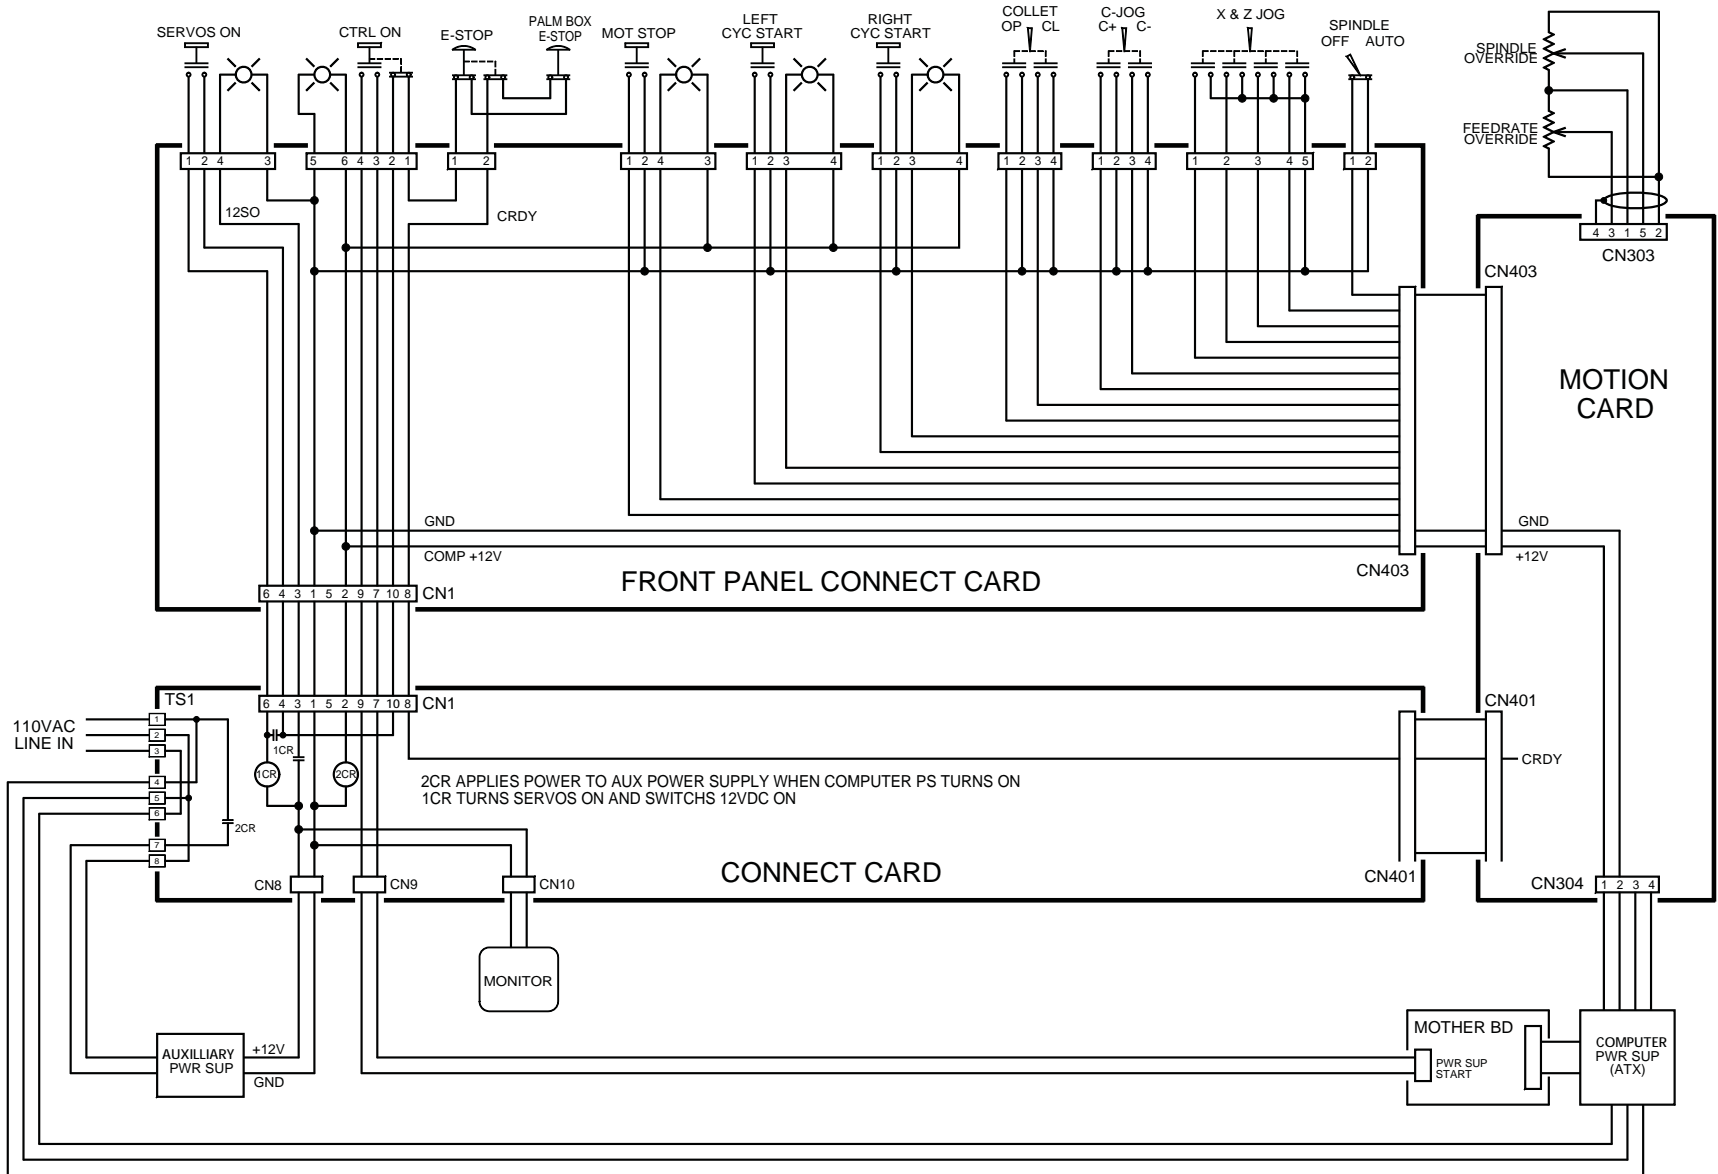 SERVOS ON
CTRL ON
E-STOP
PALM BOX
E-STOP
MOT STOP
LEFT
CYC START
RIGHT
CYC START
COLLET
OP CL
C-JOG
C+ C-
X & Z JOG
SPINDLE
OFF AUTO
SPINDLE
OVERRIDE
FEEDRATE
OVERRIDE
1 2 4 3
5 6 4 3 2 1
1 2
1 2 4 3
1 2 3 4
1 2 3 4
1 2 3 4
1 2 3 4
1 2 3 4 5
1 2
12SO
CRDY
4 3 1 5 2
CN303
CN403
MOTION
CARD
GND
COMP +12V
GND
+12V
CN403
FRONT PANEL CONNECT CARD
6 4 3 1 5 2 9 7 10 8
CN1
TS1
6 4 3 1 5 2 9 7 10 8
CN1
CN401
110VAC
LINE IN
1
2
3
4
5
6
7
8
1CR
1CR
2CR
2CR
CRDY
2CR APPLIES POWER TO AUX POWER SUPPLY WHEN COMPUTER PS TURNS ON
1CR TURNS SERVOS ON AND SWITCHS 12VDC ON
CONNECT CARD
CN401
CN8
CN9
CN10
CN304
1 2 3 4
MONITOR
AUXILLIARY
PWR SUP
+12V
GND
MOTHER BD
PWR SUP
START
COMPUTER
PWR SUP
(ATX)